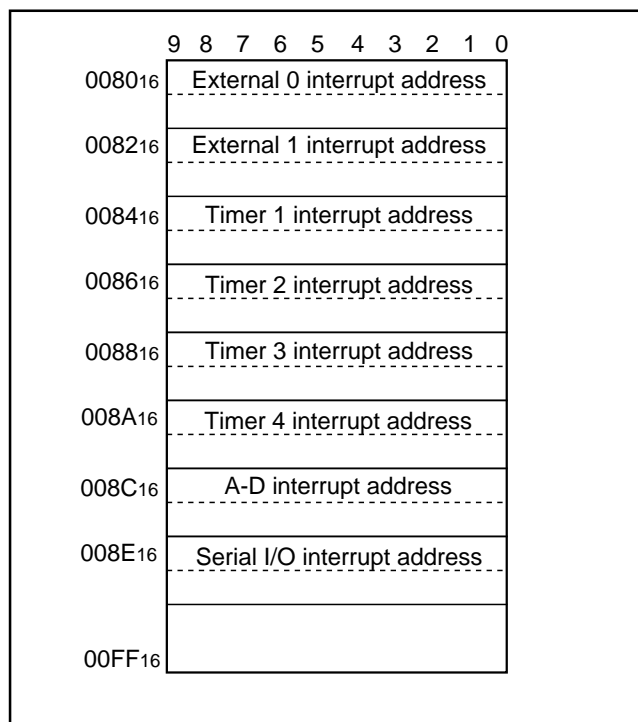 9 8 7 6 5 4 3 2 1 0
008016 External 0 interrupt address
008216 External 1 interrupt address
008416 Timer 1 interrupt address
008616 Timer 2 interrupt address
008816 Timer 3 interrupt address
008A16 Timer 4 interrupt address
008C16 A-D interrupt address
008E16 Serial I/O interrupt address
00FF16